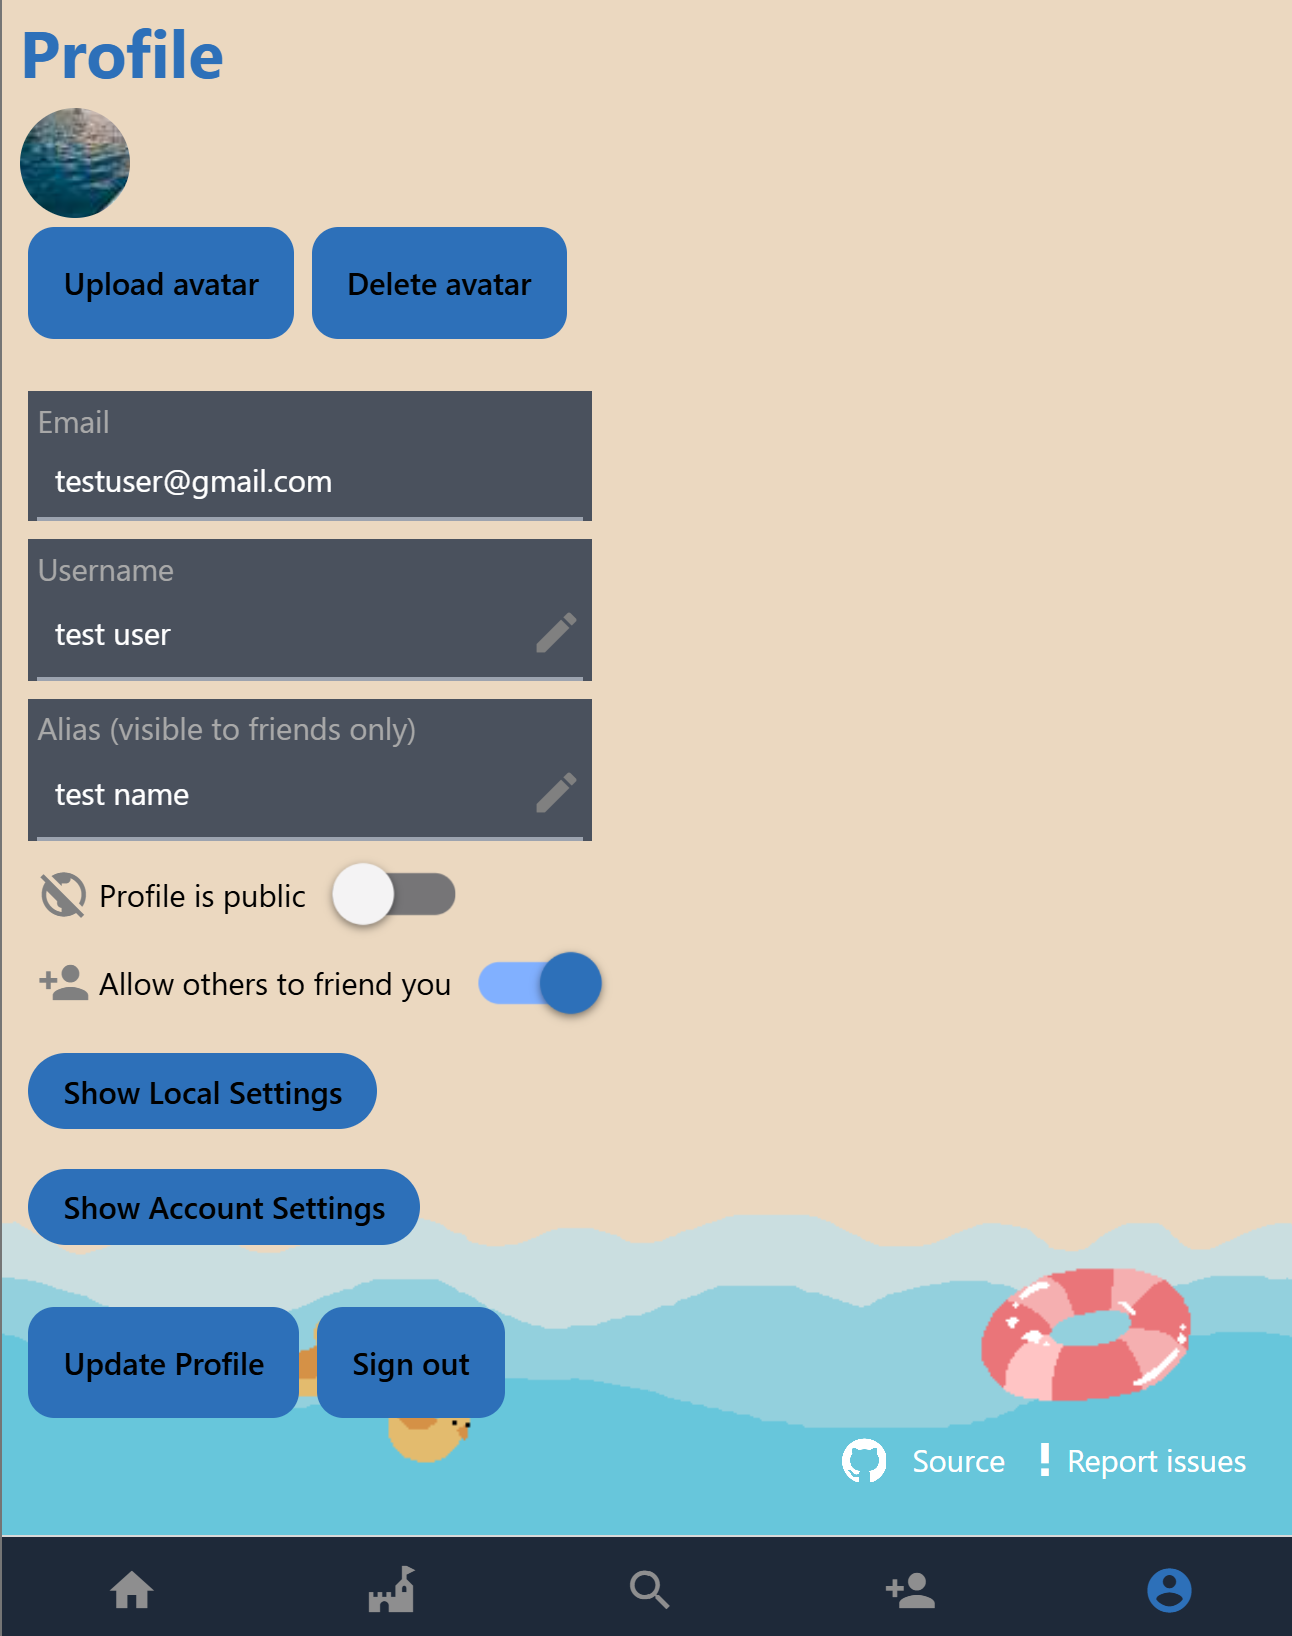 Profile
Upload avatar
Delete avatar
Email
testuser@gmail.com
Username
test user
Alias (visible to friends only)
test name
Profile is public
Allow others to friend you
Show Local Settings
Show Account Settings
Update Profile
Sign out
Source
Report issues